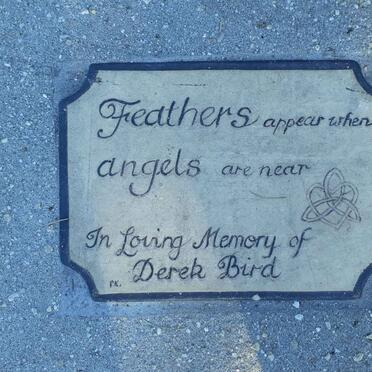 Feathers appear when
angels are near
In Loving Memory of
Derek Bird
P.K.